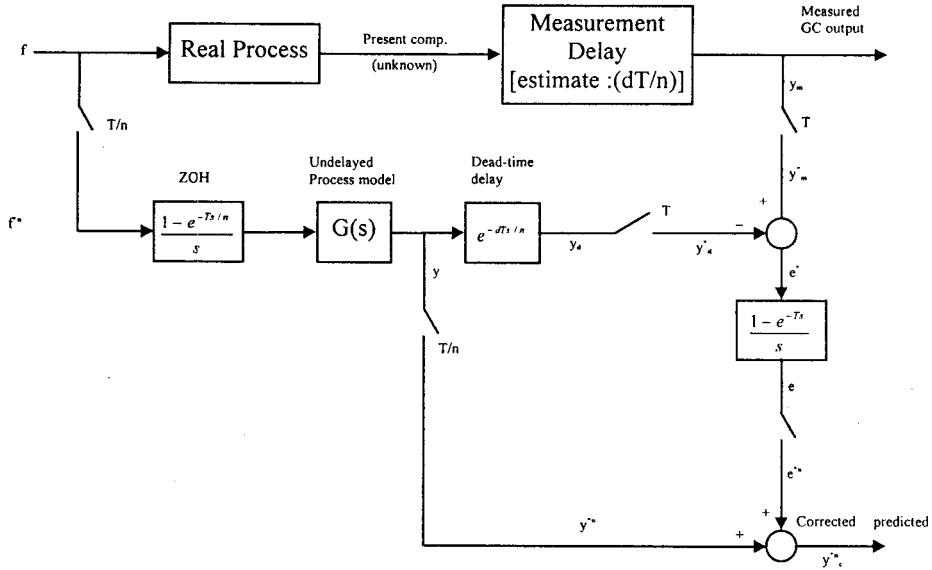 Measured
GC output
f
Real Process
Present comp.
(unknown)
Measurement
Delay
[estimate :(dT/n)]
y_m
T/n
T
ZOH
Undelayed
Process model
Dead-time
delay
y*_m
+
f*ⁿ
1 − e^{−Ts/n}
s
G(s)
e^{−dTs/n}
T
−
y_d
y*_d
y
e*
T/n
1 − e^{−Ts}
s
e
e*ⁿ
y*ⁿ
+
+
Corrected predicted
y*ⁿ_c